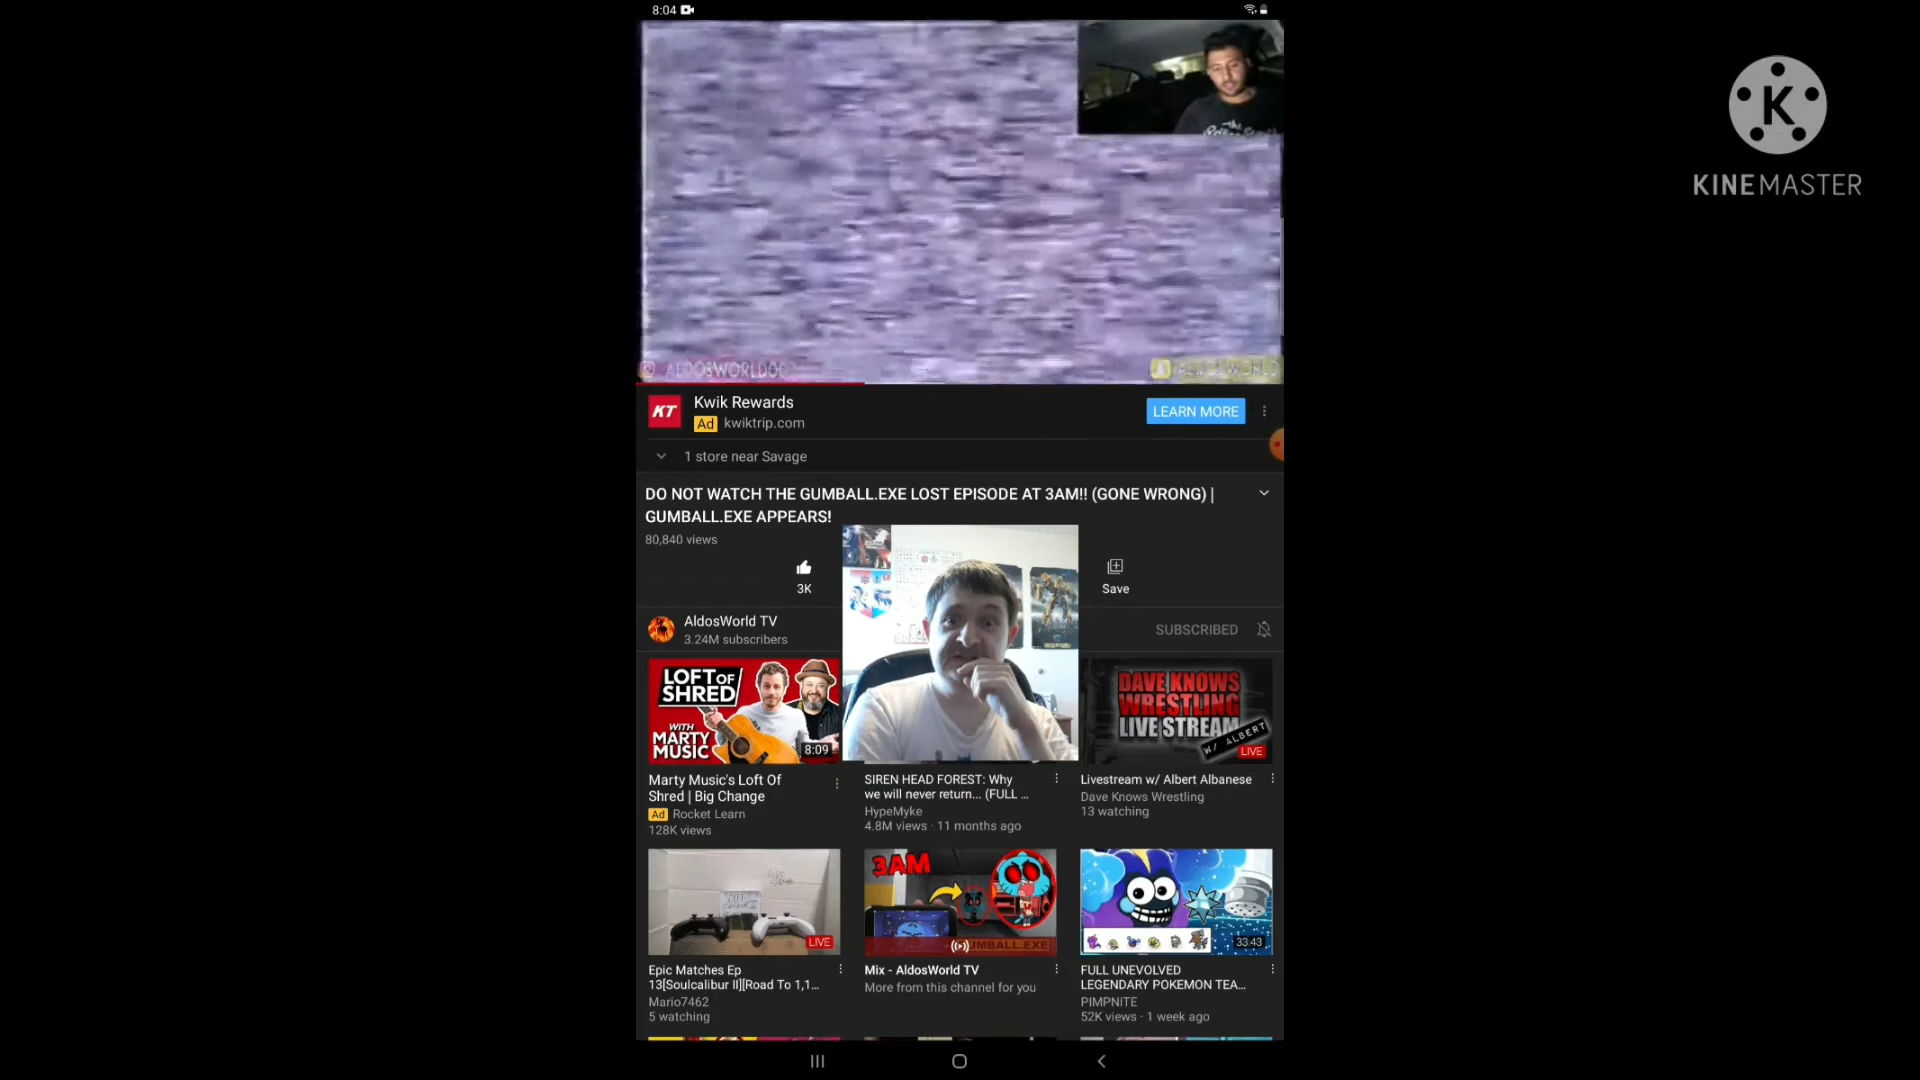 8:04
KINEMASTER
KT
Kwik Rewards
Ad kwiktrip.com
LEARN MORE
1 store near Savage
DO NOT WATCH THE GUMBALL.EXE LOST EPISODE AT 3AM!! (GONE WRONG) |
GUMBALL.EXE APPEARS!
80,840 views
3K
Save
AldosWorld TV
3.24M subscribers
SUBSCRIBED
LOFT OF
SHRED
WITH
MARTY
MUSIC
8:09
DAVE KNOWS
WRESTLING
LIVE STREAM
W/ ALBERT
LIVE
Marty Music's Loft Of
Shred | Big Change
Ad Rocket Learn
128K views
SIREN HEAD FOREST: Why
we will never return... (FULL ...
HypeMyke
4.8M views · 11 months ago
Livestream w/ Albert Albanese
Dave Knows Wrestling
13 watching
LIVE
3AM
UMBALL.EXE
33:43
Epic Matches Ep
13[Soulcalibur II][Road To 1,1...
Mario7462
5 watching
Mix - AldosWorld TV
More from this channel for you
FULL UNEVOLVED
LEGENDARY POKEMON TEA...
PIMPNITE
52K views · 1 week ago